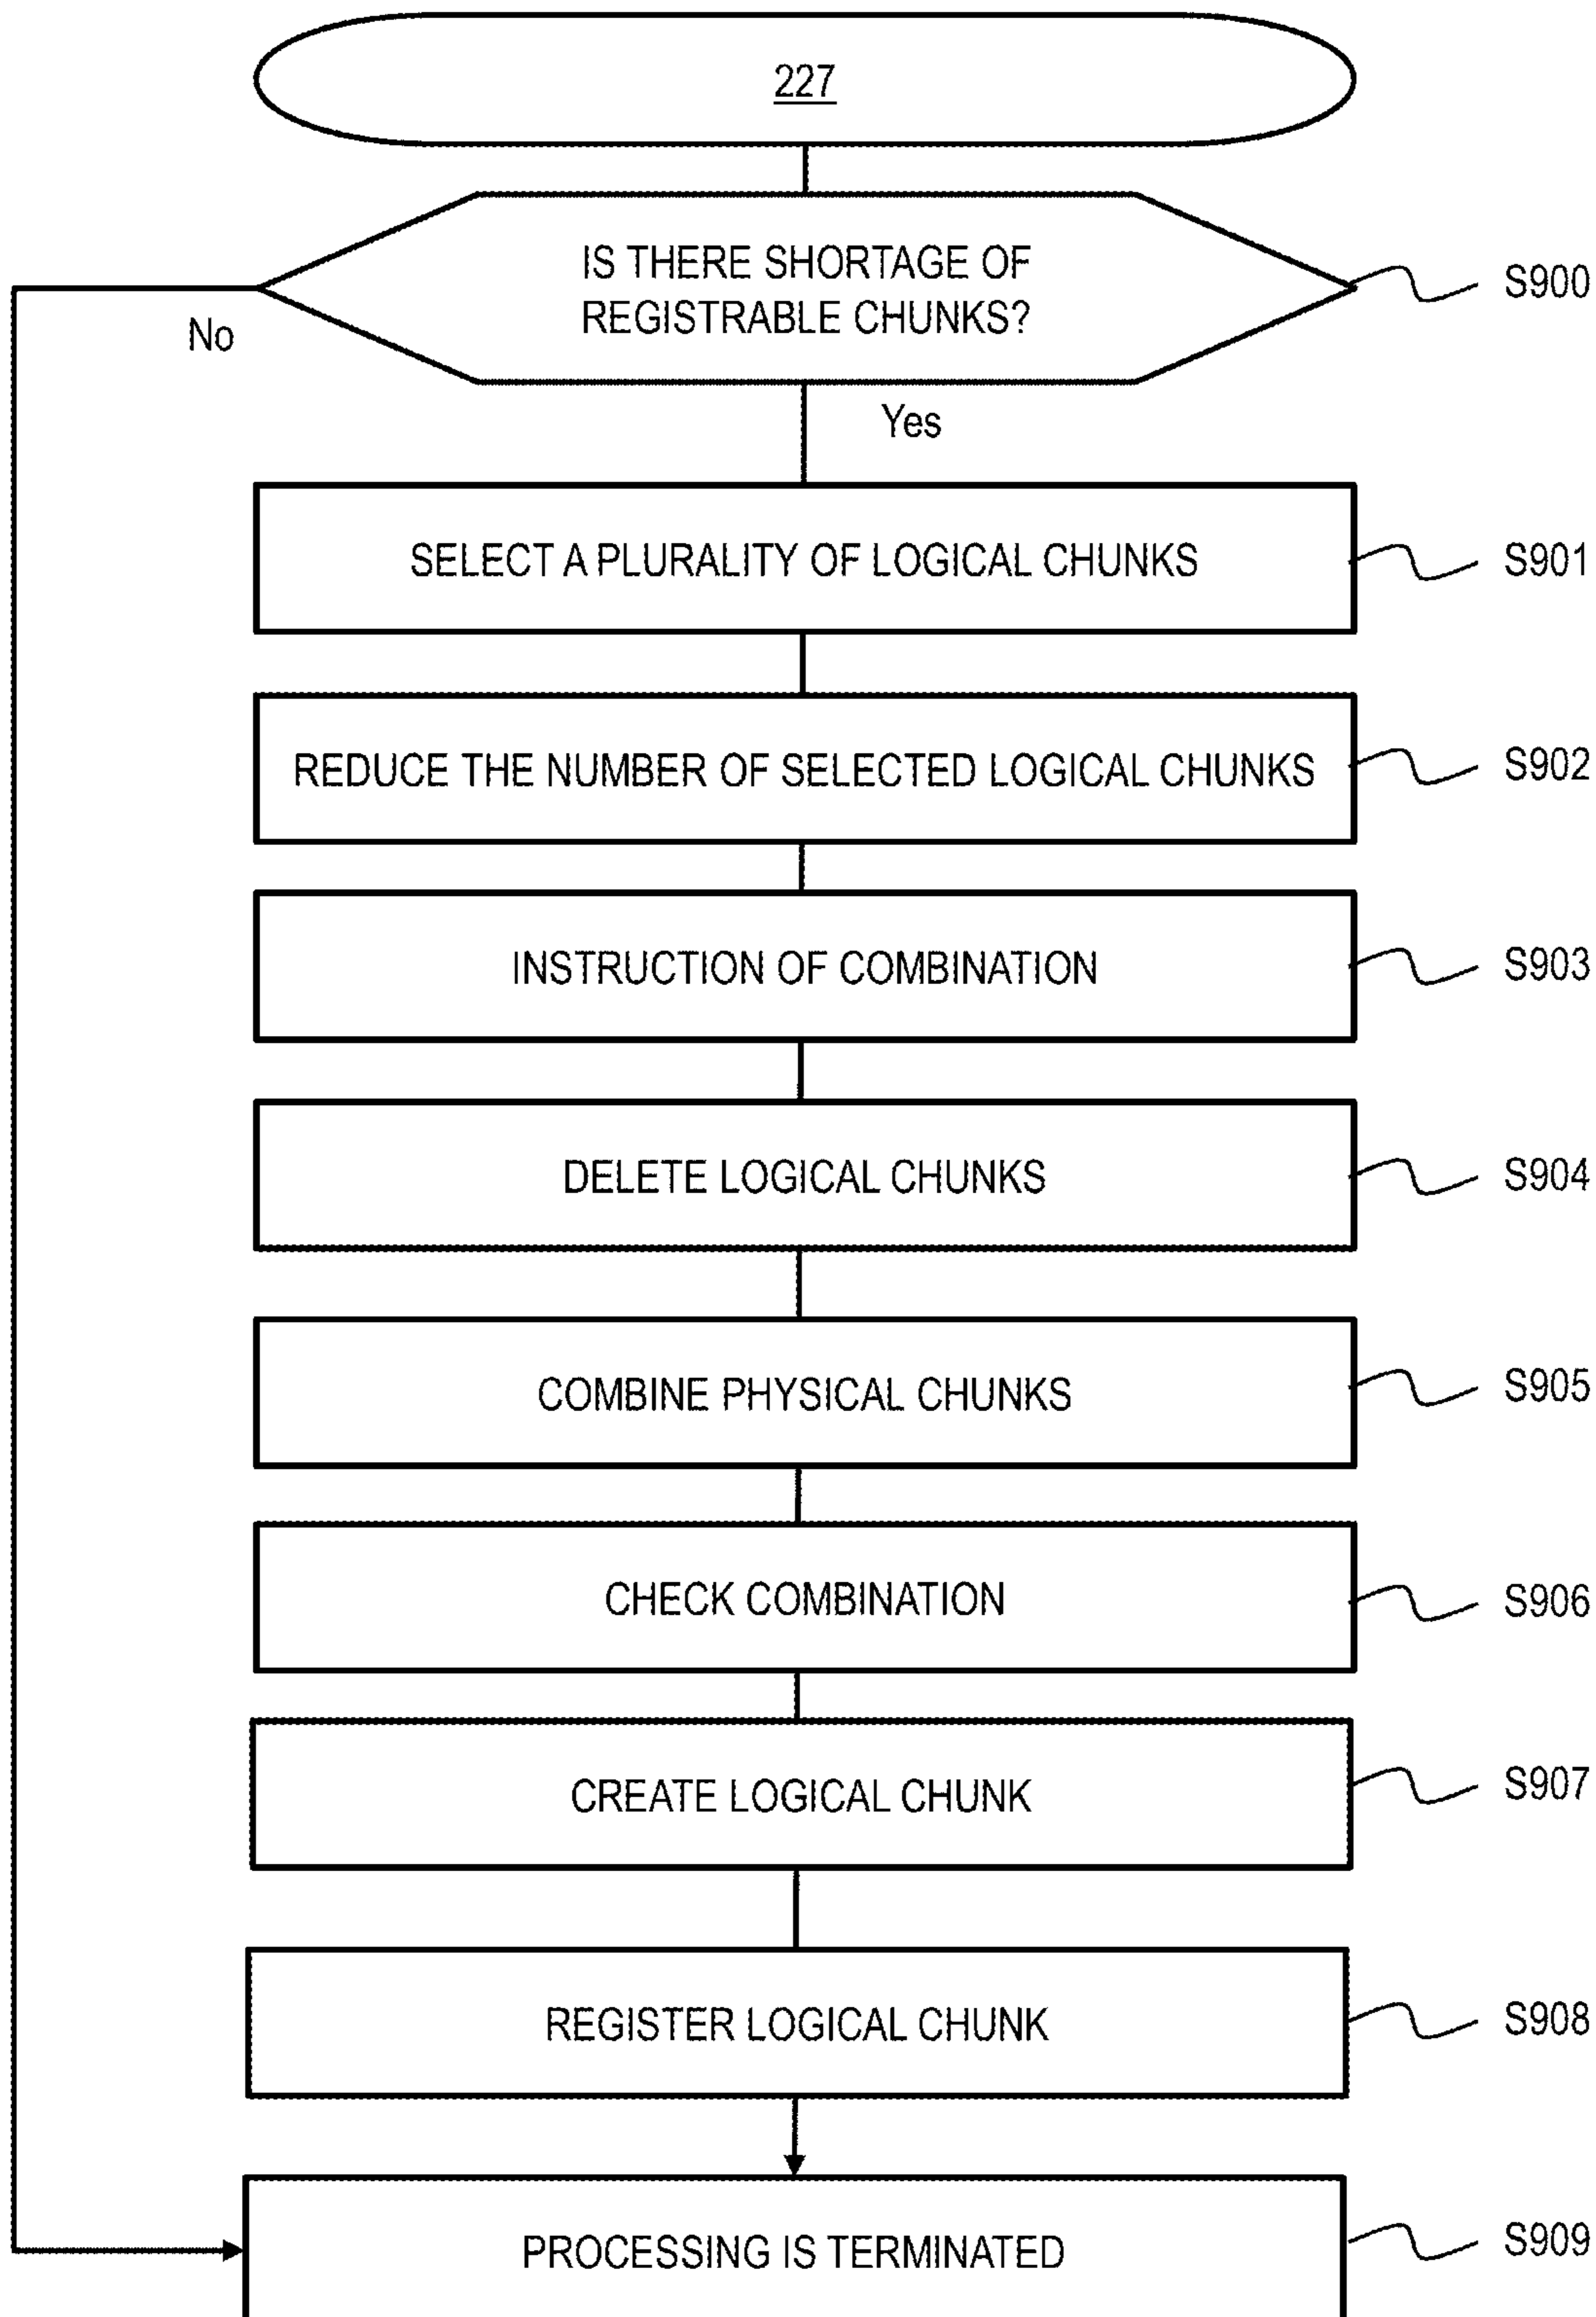 227
IS THERE SHORTAGE OF
REGISTRABLE CHUNKS?
S900
No
Yes
SELECT A PLURALITY OF LOGICAL CHUNKS
S901
REDUCE THE NUMBER OF SELECTED LOGICAL CHUNKS
S902
INSTRUCTION OF COMBINATION
S903
DELETE LOGICAL CHUNKS
S904
COMBINE PHYSICAL CHUNKS
S905
CHECK COMBINATION
S906
CREATE LOGICAL CHUNK
S907
REGISTER LOGICAL CHUNK
S908
PROCESSING IS TERMINATED
S909